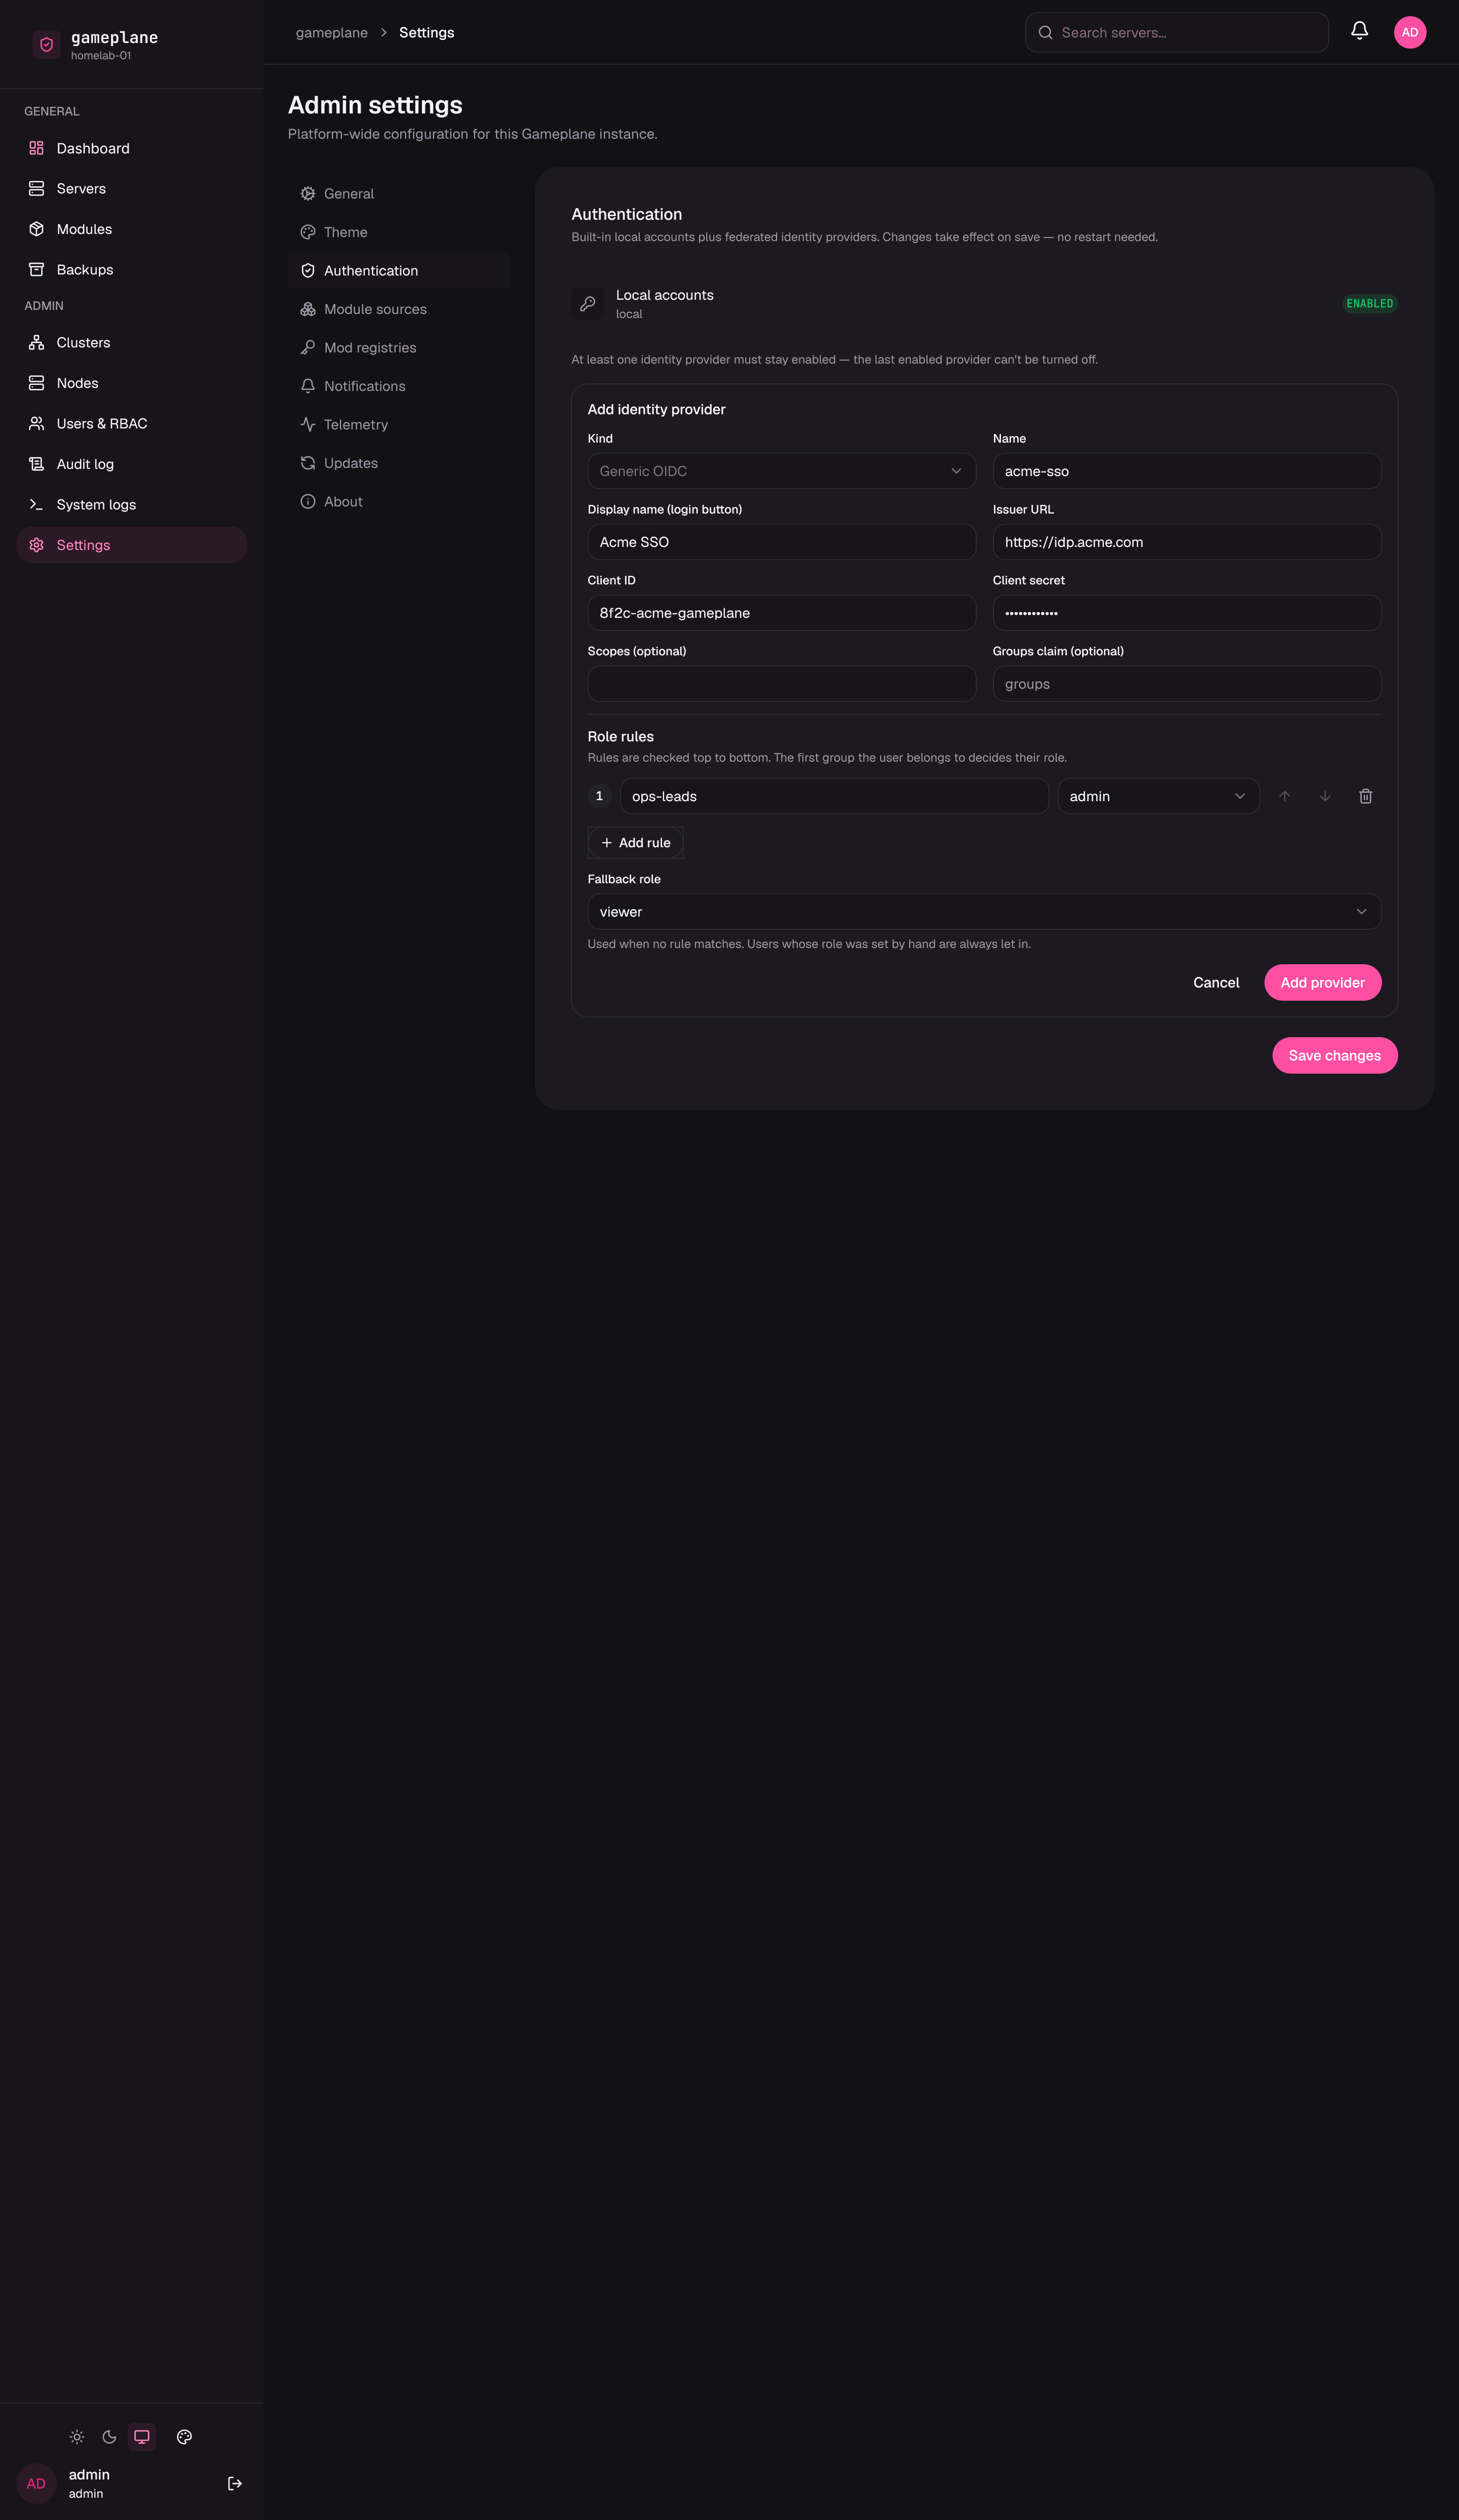 gameplane
homelab-01
gameplane > Settings
Search servers...
AD
GENERAL
Dashboard
Servers
Modules
Backups
ADMIN
Clusters
Nodes
Users & RBAC
Audit log
System logs
Settings
Admin settings
Platform-wide configuration for this Gameplane instance.
General
Theme
Authentication
Module sources
Mod registries
Notifications
Telemetry
Updates
About
Authentication
Built-in local accounts plus federated identity providers. Changes take effect on save — no restart needed.
Local accounts
local
ENABLED
At least one identity provider must stay enabled — the last enabled provider can't be turned off.
Add identity provider
Kind
Name
Generic OIDC
acme-sso
Display name (login button)
Issuer URL
Acme SSO
https://idp.acme.com
Client ID
Client secret
8f2c-acme-gameplane
••••••••••••
Scopes (optional)
Groups claim (optional)
groups
Role rules
Rules are checked top to bottom. The first group the user belongs to decides their role.
1
ops-leads
admin
Add rule
Fallback role
viewer
Used when no rule matches. Users whose role was set by hand are always let in.
Cancel
Add provider
Save changes
AD
admin
admin